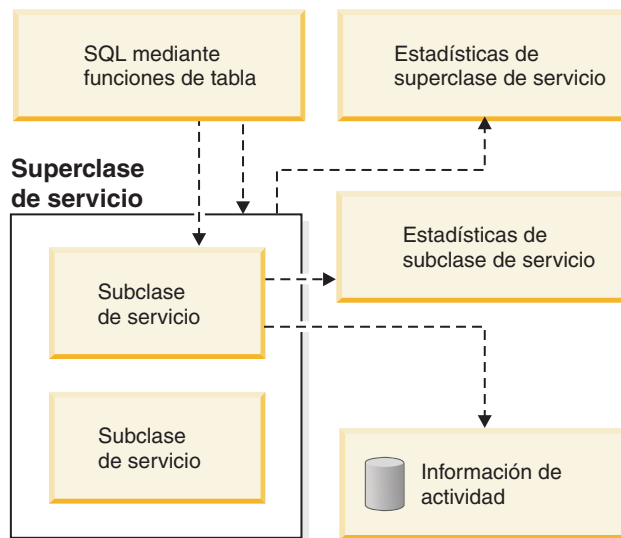 SQL mediante
funciones de tabla
Estadísticas de
superclase de servicio
Superclase
de servicio
Estadísticas de
subclase de servicio
Subclase
de servicio
Subclase
de servicio
Información de
actividad